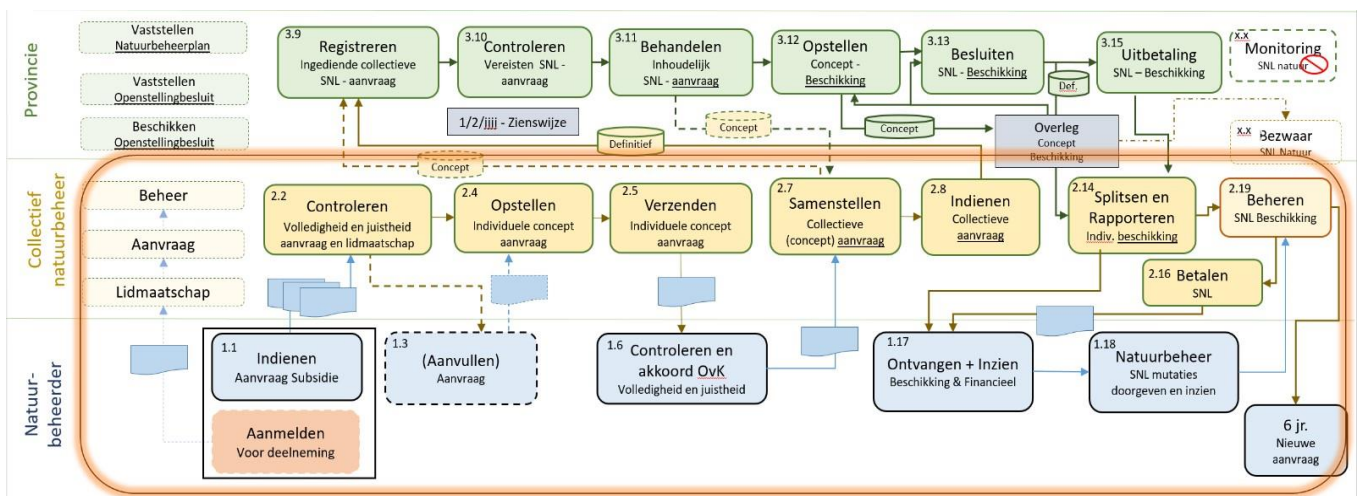 Provincie
Vaststellen
Natuurbeheerplan
Vaststellen
Openstellingbesluit
Beschikken
Openstellingbesluit
3.9
Registreren
Ingediende collectieve
SNL - aanvraag
3.10
Controleren
Vereisten SNL -
aanvraag
3.11
Behandelen
Inhoudelijk
SNL - aanvraag
3.12
Opstellen
Concept -
Beschikking
3.13
Besluiten
SNL - Beschikking
3.15
Uitbetaling
SNL – Beschikking
x.x
Monitoring
SNL natuur
Def.
1/2/jjjj - Zienswijze
Concept
Concept
Definitief
Concept
Overleg
Concept
Beschikking
x.x
Bezwaar
SNL Natuur
Collectief
natuurbeheer
Beheer
Aanvraag
Lidmaatschap
2.2
Controleren
Volledigheid en juistheid
aanvraag en lidmaatschap
2.4
Opstellen
Individuele concept
aanvraag
2.5
Verzenden
Individuele concept
aanvraag
2.7
Samenstellen
Collectieve
(concept) aanvraag
2.8
Indienen
Collectieve
aanvraag
2.14
Splitsen en
Rapporteren
Indiv. beschikking
2.19
Beheren
SNL Beschikking
2.16
Betalen
SNL
Natuur-
beheerder
1.1
Indienen
Aanvraag Subsidie
Aanmelden
Voor deelneming
1.3
(Aanvullen)
Aanvraag
1.6
Controleren en
akkoord OvK
Volledigheid en juistheid
1.17
Ontvangen + Inzien
Beschikking & Financieel
1.18
Natuurbeheer
SNL mutaties
doorgeven en inzien
6 jr.
Nieuwe
aanvraag